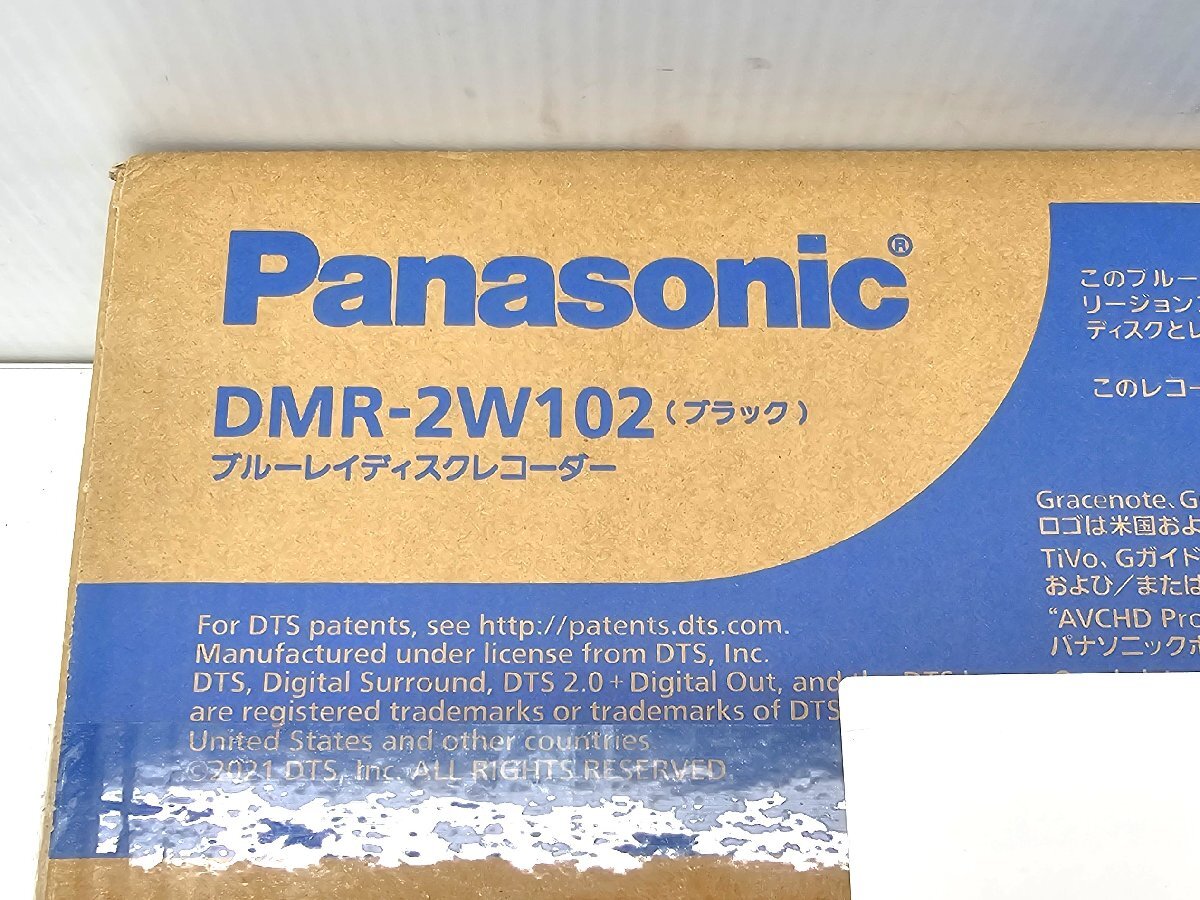 Panasonic®
DMR-2W102（ブラック）
ブルーレイディスクレコーダー
For DTS patents, see http://patents.dts.com.
Manufactured under license from DTS, Inc.
DTS, Digital Surround, DTS 2.0+Digital Out, and
are registered trademarks or trademarks of DTS
United States and other countries
©2021 DTS, Inc. ALL RIGHTS RESERVED.
このブルー
リージョン
ディスクと
このレコー
Gracenote、
ロゴは米国およ
TiVo、Gガイド
および／または
“AVCHD
パナソニック